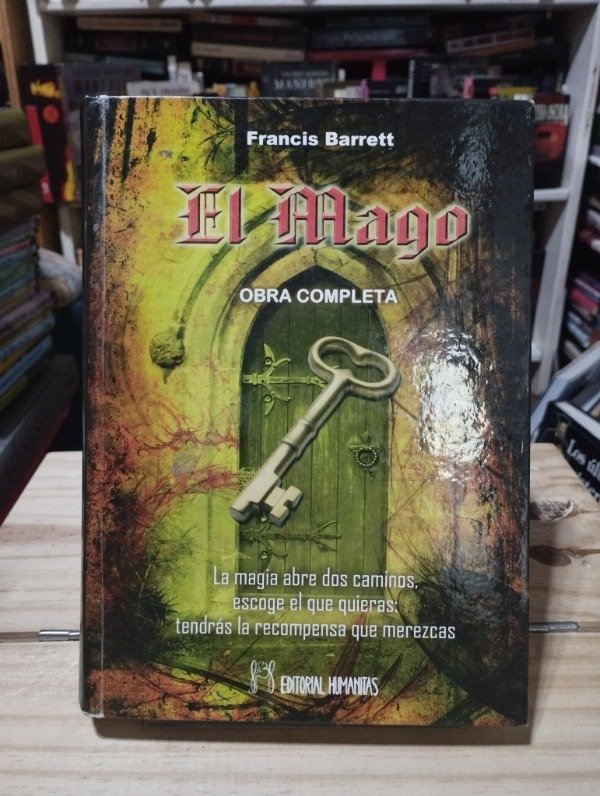 Francis Barrett
El Mago
OBRA COMPLETA
La magia abre dos caminos,
escoge el que quieras:
tendrás la recompensa que merezcas
EDITORIAL HUMANITAS